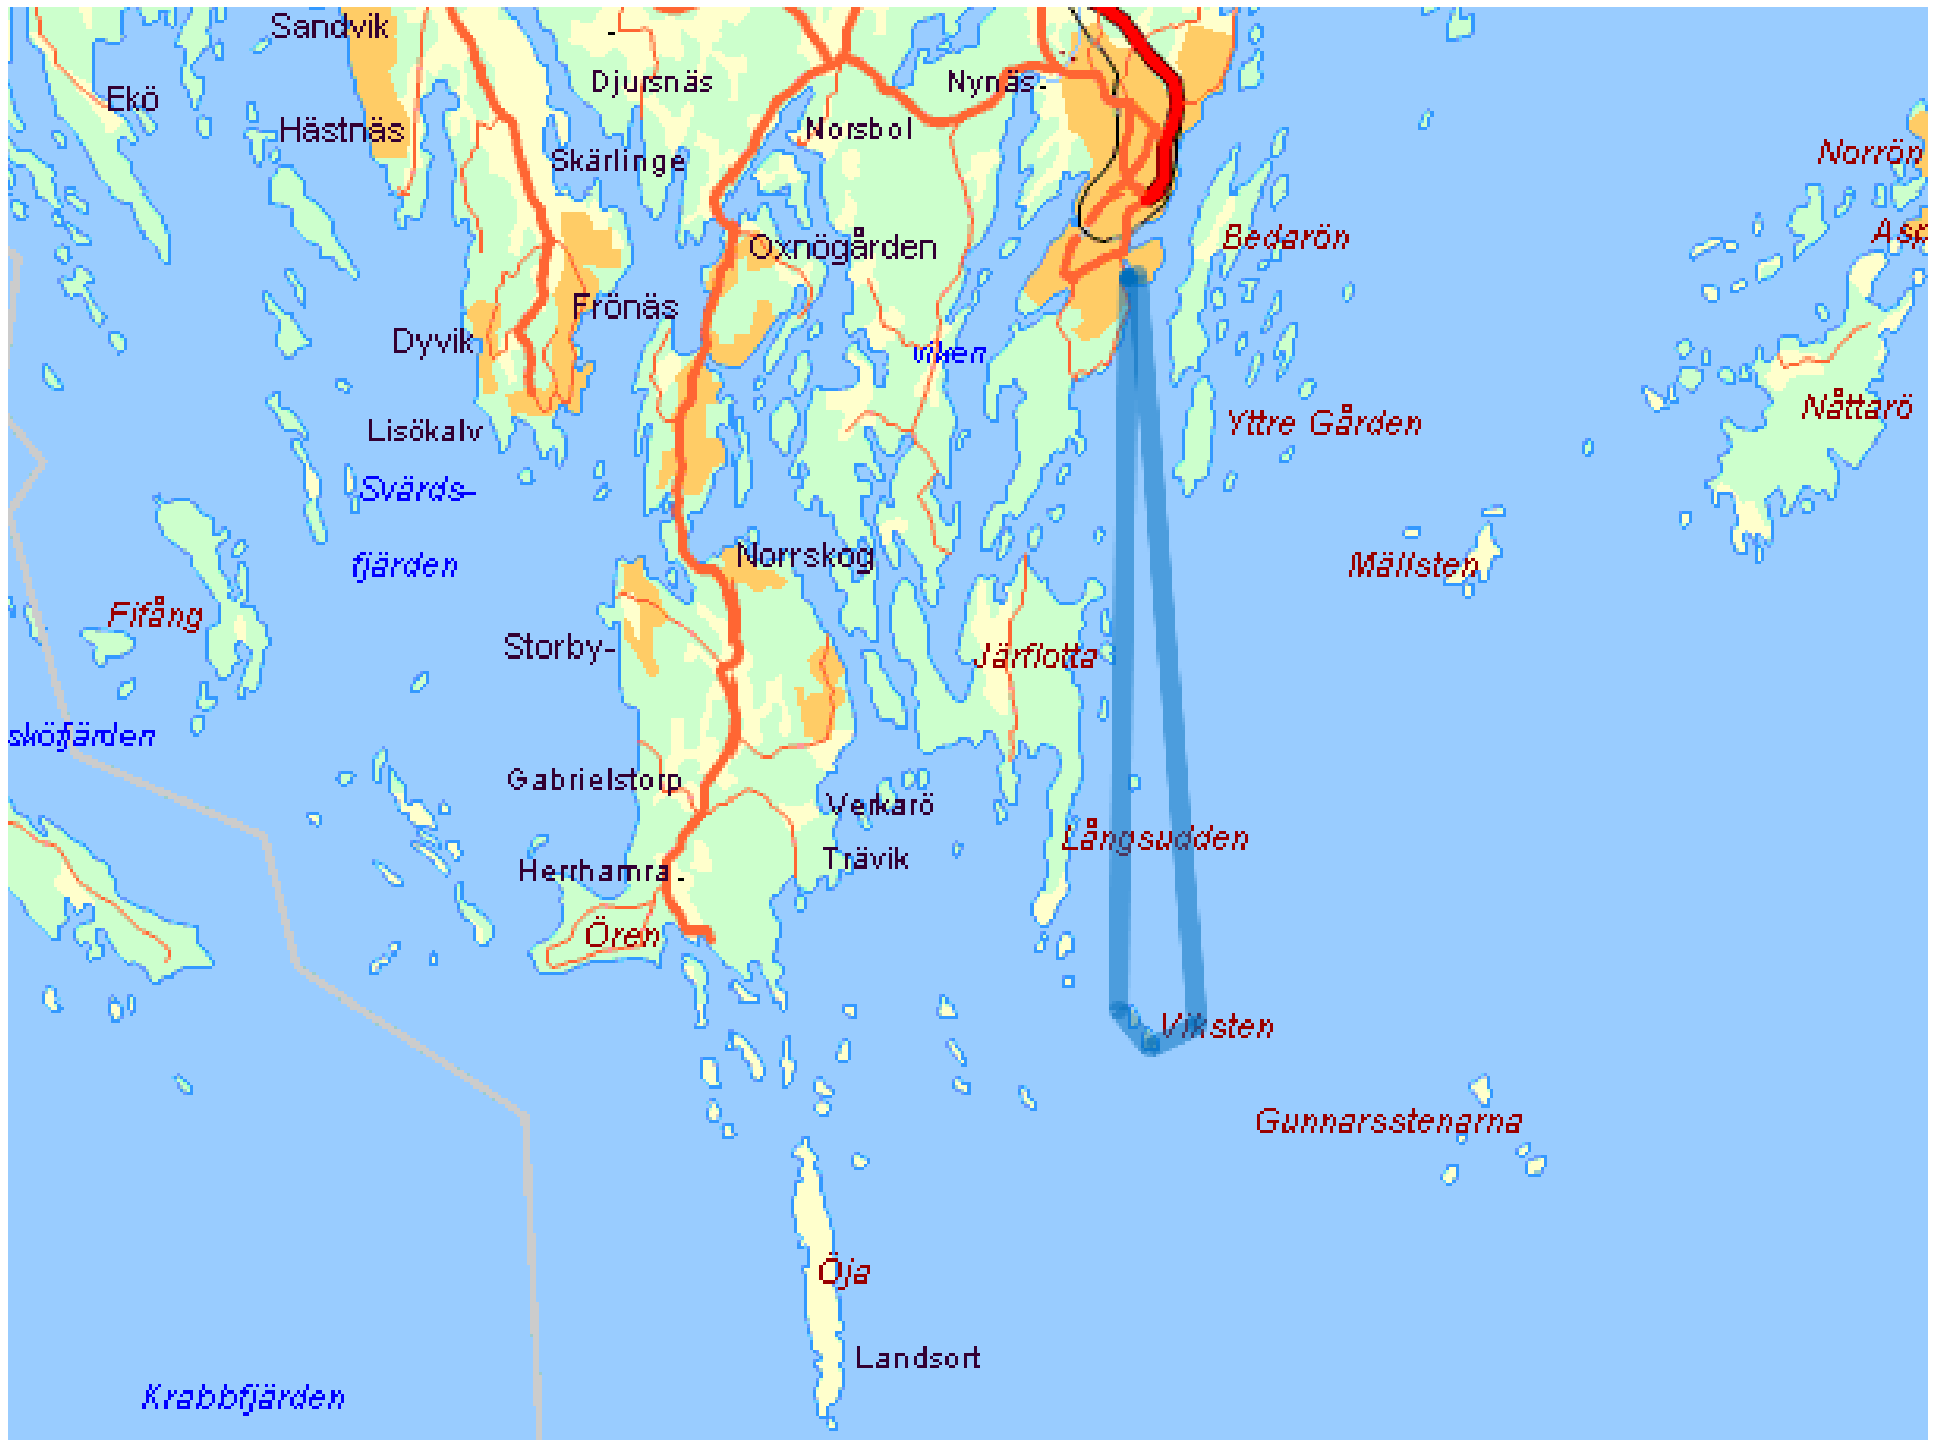 Sandvik
Djursnäs
Nynäs-
Ekö
Hästnäs
Norsbol
Skärlinge
Norrön
Bedarön
Oxnögården
Frönäs
Dyvik
viken
Nåttarö
Yttre Gården
Lisökalv
Svärds-
fjärden
Norrskog
Mällsten
Fifång
Storby-
Järflotta
sköfjärden
Gabrielstorp
Verkarö
Långsudden
Trävik
Herrhamra-
Ören
Viksten
Gunnarsstenarna
Öja
Landsort
Krabbfjärden